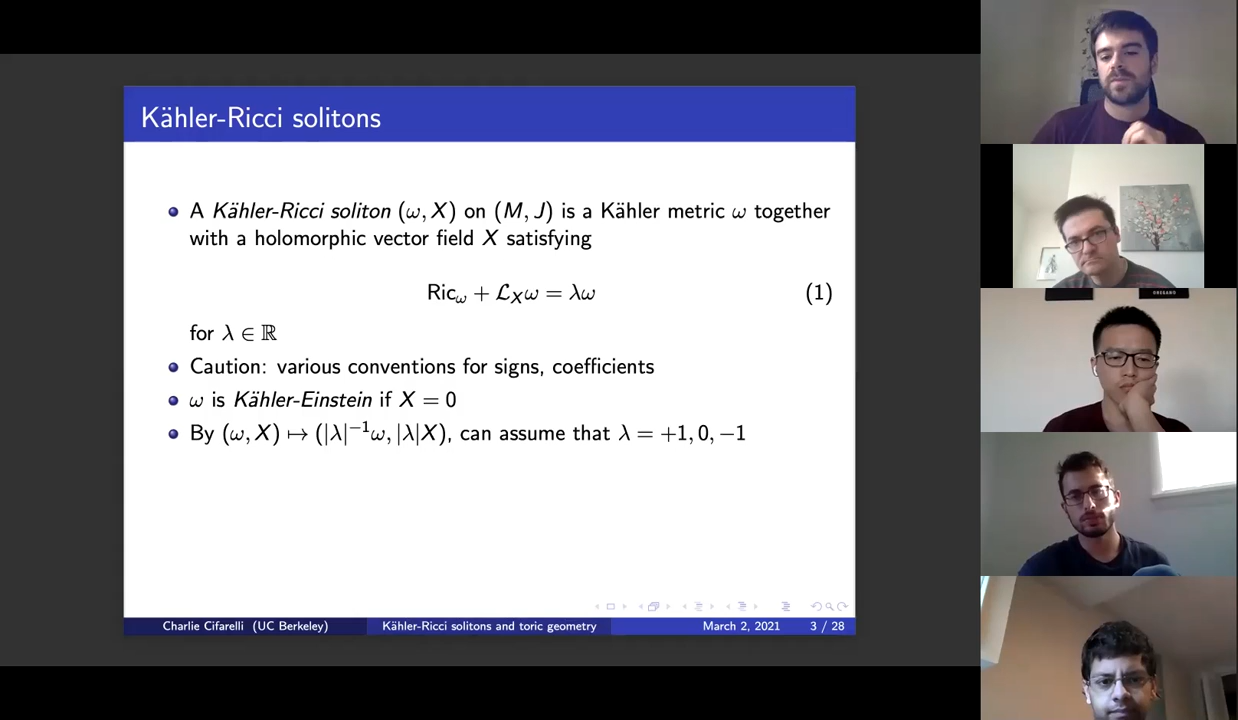 Kähler-Ricci solitons
A Kähler-Ricci soliton (ω, X) on (M, J) is a Kähler metric ω together
with a holomorphic vector field X satisfying
Ric_ω + ℒ_Xω = λω (1)
for λ ∈ ℝ
Caution: various conventions for signs, coefficients
ω is Kähler-Einstein if X = 0
By (ω, X) ↦ (|λ|⁻¹ω, |λ|X), can assume that λ = +1, 0, −1
Charlie Cifarelli (UC Berkeley) Kähler-Ricci solitons and toric geometry March 2, 2021 3 / 28